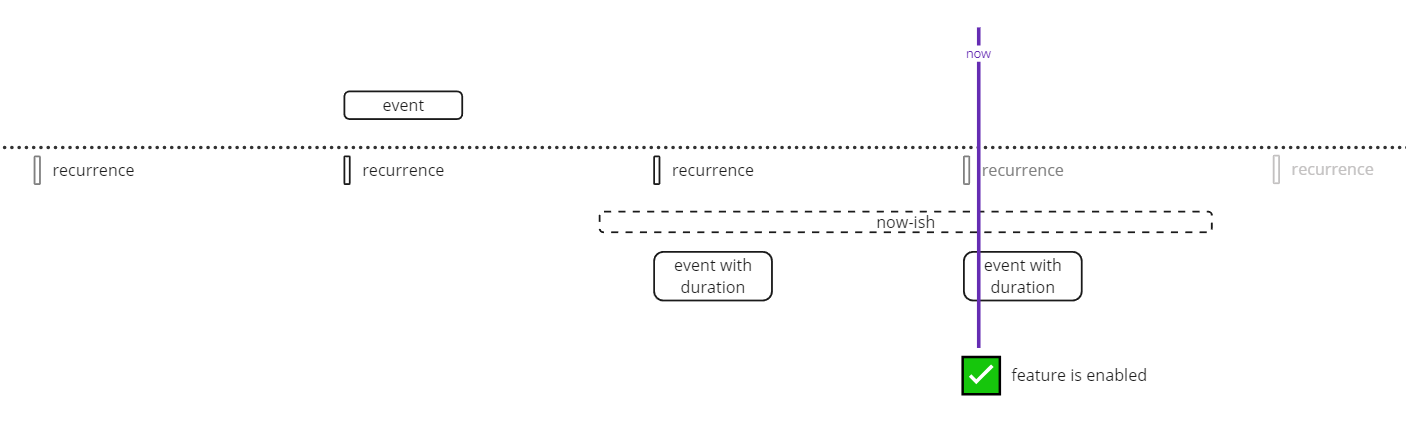 now
event
recurrence
recurrence
recurrence
recurrence
recurrence
now-ish
event with
duration
event with
duration
feature is enabled